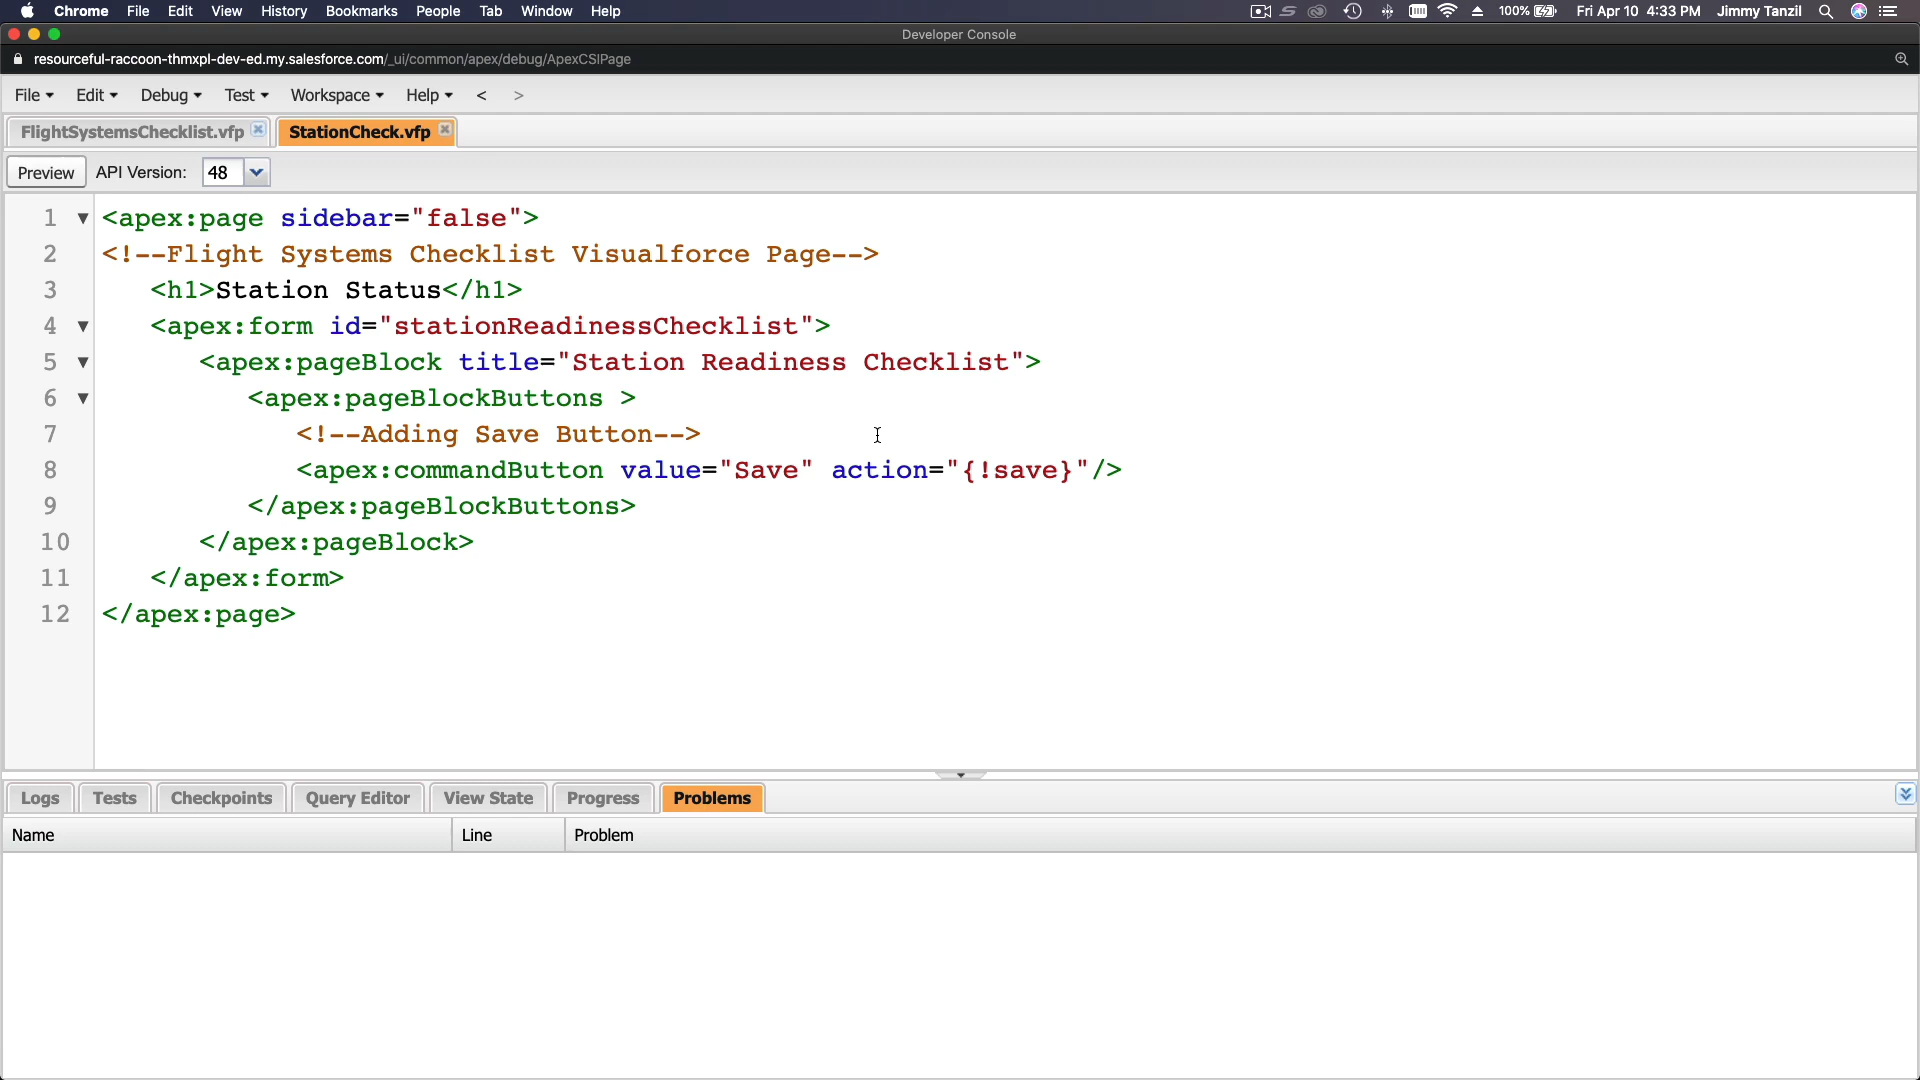 Chrome File Edit View History Bookmarks People Tab Window Help 100% Fri Apr 10 4:33 PM Jimmy Tanzil
Developer Console
resourceful-raccoon-thmxpl-dev-ed.my.salesforce.com/_ui/common/apex/debug/ApexCSIPage
File Edit Debug Test Workspace Help < >
FlightSystemsChecklist.vfp StationCheck.vfp
Preview API Version: 48
1 <apex:page sidebar="false">
2 <!--Flight Systems Checklist Visualforce Page-->
3 <h1>Station Status</h1>
4 <apex:form id="stationReadinessChecklist">
5 <apex:pageBlock title="Station Readiness Checklist">
6 <apex:pageBlockButtons >
7 <!--Adding Save Button-->
8 <apex:commandButton value="Save" action="{!save}"/>
9 </apex:pageBlockButtons>
10 </apex:pageBlock>
11 </apex:form>
12 </apex:page>
Logs Tests Checkpoints Query Editor View State Progress Problems
Name Line Problem